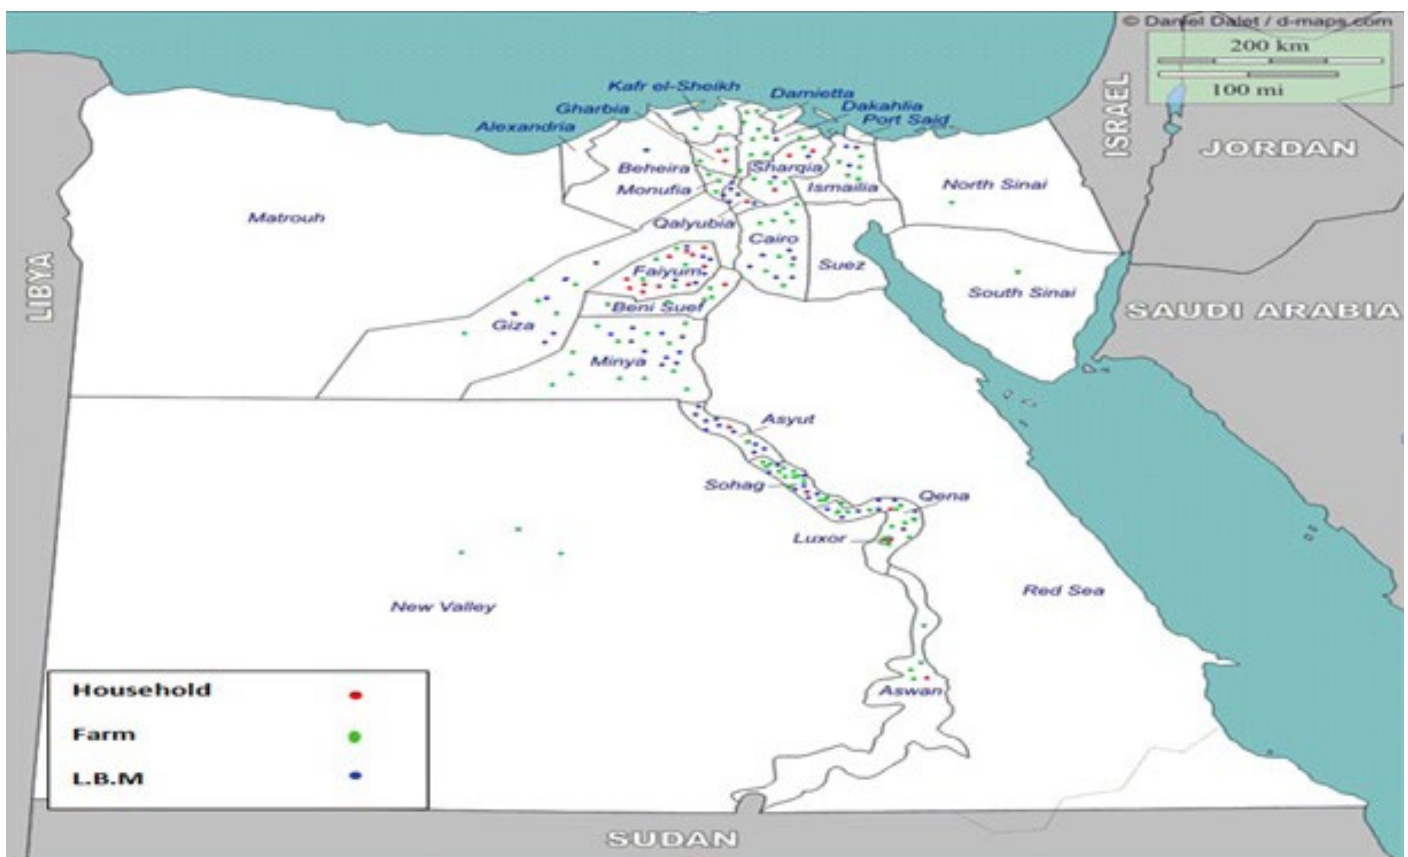 © Daniel Dalet / d-maps.com
200 km
100 mi
Kafr el-Sheikh
Damietta
Gharbia
Dakahlia
Alexandria
Port Said
ISRAEL
JORDAN
Beheira
Sharqia
Monufia
Ismailia
North Sinai
Matrouh
Qalyubia
Cairo
Suez
LIBYA
Faiyum
South Sinai
Beni Suef
SAUDI ARABIA
Giza
Minya
Asyut
Sohag
Qena
Luxor
Red Sea
New Valley
Aswan
Household
Farm
L.B.M
SUDAN